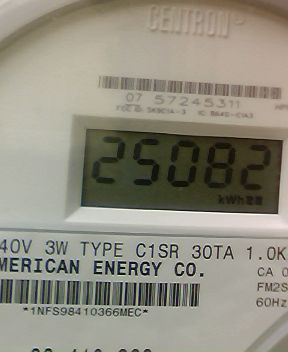 CENTRON
07 57245311
25082
kWh
40V 3W TYPE C1SR 30TA 1.0K
MERICAN ENERGY CO.
CA 0
FM2S
60Hz
*1NFS98410366MEC*